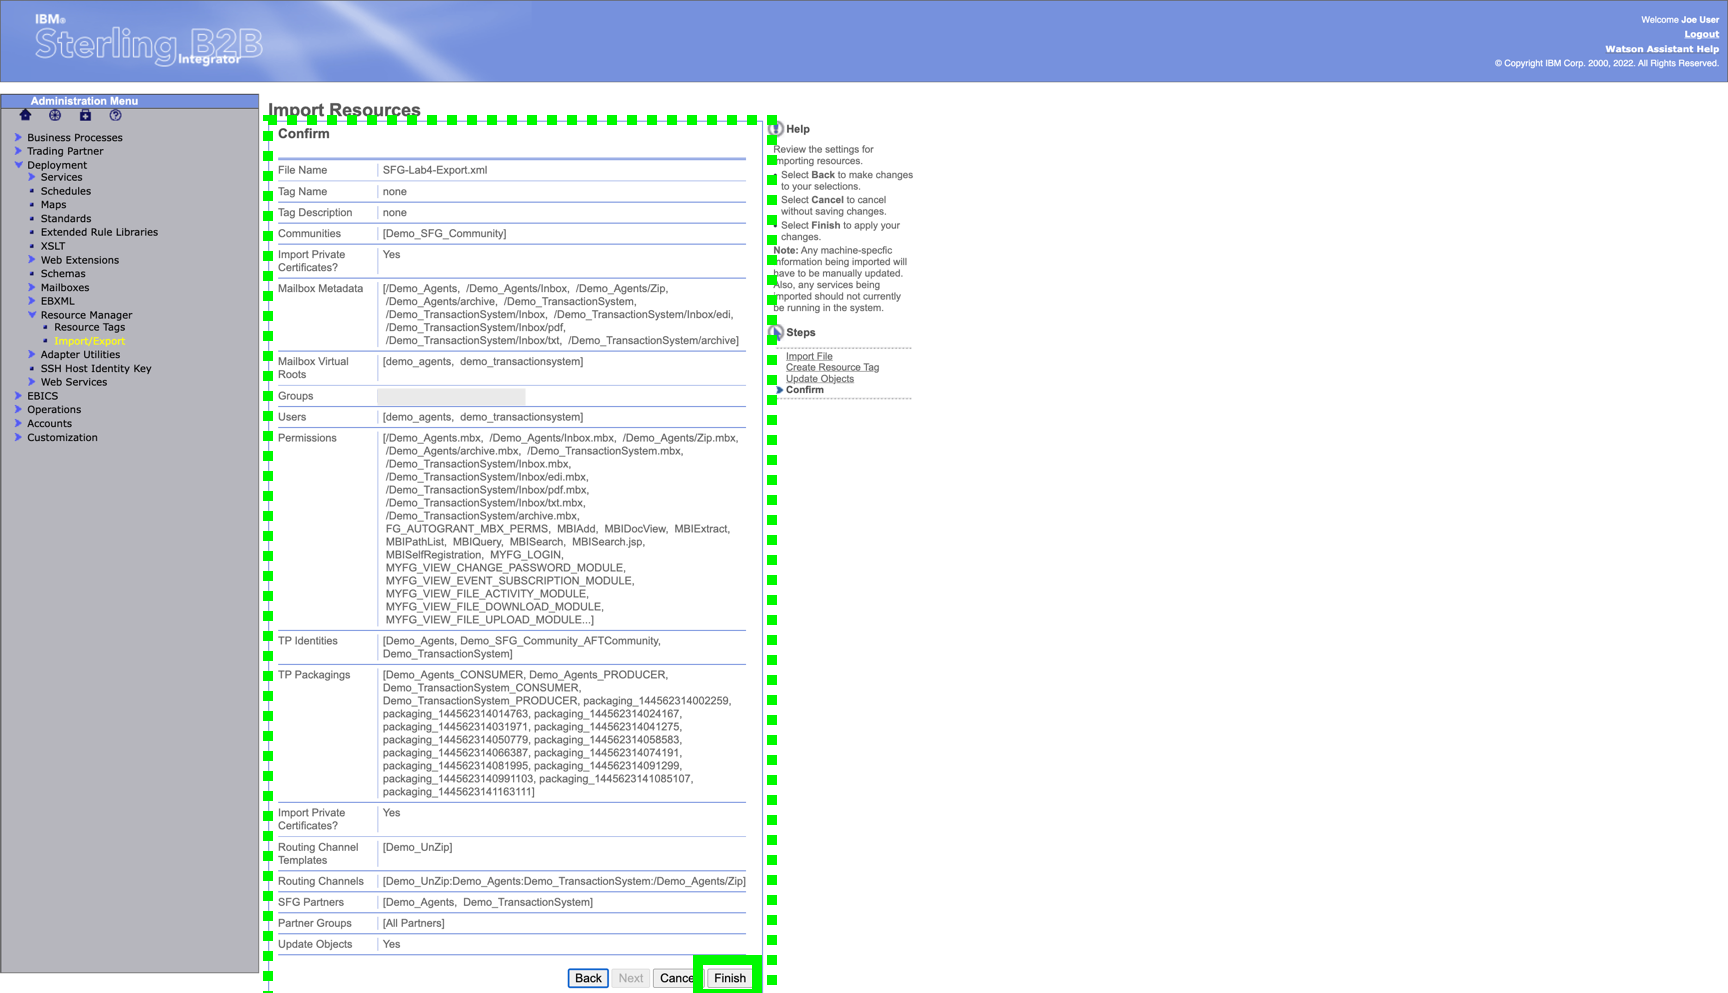 IBM®
Sterling B2B
Integrator
Welcome Joe User
Logout
Watson Assistant Help
© Copyright IBM Corp. 2000, 2022. All Rights Reserved.
Administration Menu
Business Processes
Trading Partner
Deployment
Services
Schedules
Maps
Standards
Extended Rule Libraries
XSLT
Web Extensions
Schemas
Mailboxes
EBXML
Resource Manager
Resource Tags
Import/Export
Adapter Utilities
SSH Host Identity Key
Web Services
EBICS
Operations
Accounts
Customization
Import Resources
Confirm
File Name SFG-Lab4-Export.xml
Tag Name none
Tag Description none
Communities [Demo_SFG_Community]
Import Private Yes
Certificates?
Mailbox Metadata [/Demo_Agents, /Demo_Agents/Inbox, /Demo_Agents/Zip,
/Demo_Agents/archive, /Demo_TransactionSystem,
/Demo_TransactionSystem/Inbox, /Demo_TransactionSystem/Inbox/edi,
/Demo_TransactionSystem/Inbox/pdf,
/Demo_TransactionSystem/Inbox/txt, /Demo_TransactionSystem/archive]
Mailbox Virtual [demo_agents, demo_transactionsystem]
Roots
Groups
Users [demo_agents, demo_transactionsystem]
Permissions [/Demo_Agents.mbx, /Demo_Agents/Inbox.mbx, /Demo_Agents/Zip.mbx,
/Demo_Agents/archive.mbx, /Demo_TransactionSystem.mbx,
/Demo_TransactionSystem/Inbox.mbx,
/Demo_TransactionSystem/Inbox/edi.mbx,
/Demo_TransactionSystem/Inbox/pdf.mbx,
/Demo_TransactionSystem/Inbox/txt.mbx,
/Demo_TransactionSystem/archive.mbx,
FG_AUTOGRANT_MBX_PERMS, MBIAdd, MBIDocView, MBIExtract,
MBIPathList, MBIQuery, MBISearch, MBISearch.jsp,
MBISelfRegistration, MYFG_LOGIN,
MYFG_VIEW_CHANGE_PASSWORD_MODULE,
MYFG_VIEW_EVENT_SUBSCRIPTION_MODULE,
MYFG_VIEW_FILE_ACTIVITY_MODULE,
MYFG_VIEW_FILE_DOWNLOAD_MODULE,
MYFG_VIEW_FILE_UPLOAD_MODULE...]
TP Identities [Demo_Agents, Demo_SFG_Community_AFTCommunity,
Demo_TransactionSystem]
TP Packagings [Demo_Agents_CONSUMER, Demo_Agents_PRODUCER,
Demo_TransactionSystem_CONSUMER,
Demo_TransactionSystem_PRODUCER, packaging_144562314002259,
packaging_144562314014763, packaging_144562314024167,
packaging_144562314031971, packaging_144562314041275,
packaging_144562314050779, packaging_144562314058583,
packaging_144562314066387, packaging_144562314074191,
packaging_144562314081995, packaging_144562314091299,
packaging_1445623140991103, packaging_1445623141085107,
packaging_1445623141163111]
Import Private Yes
Certificates?
Routing Channel [Demo_UnZip]
Templates
Routing Channels [Demo_UnZip:Demo_Agents:Demo_TransactionSystem:/Demo_Agents/Zip]
SFG Partners [Demo_Agents, Demo_TransactionSystem]
Partner Groups [All Partners]
Update Objects Yes
Back Next Cance Finish
Help
Review the settings for
importing resources.
Select Back to make changes
to your selections.
Select Cancel to cancel
without saving changes.
Select Finish to apply your
changes.
Note: Any machine-specfic
information being imported will
have to be manually updated.
Also, any services being
imported should not currently
be running in the system.
Steps
Import File
Create Resource Tag
Update Objects
Confirm